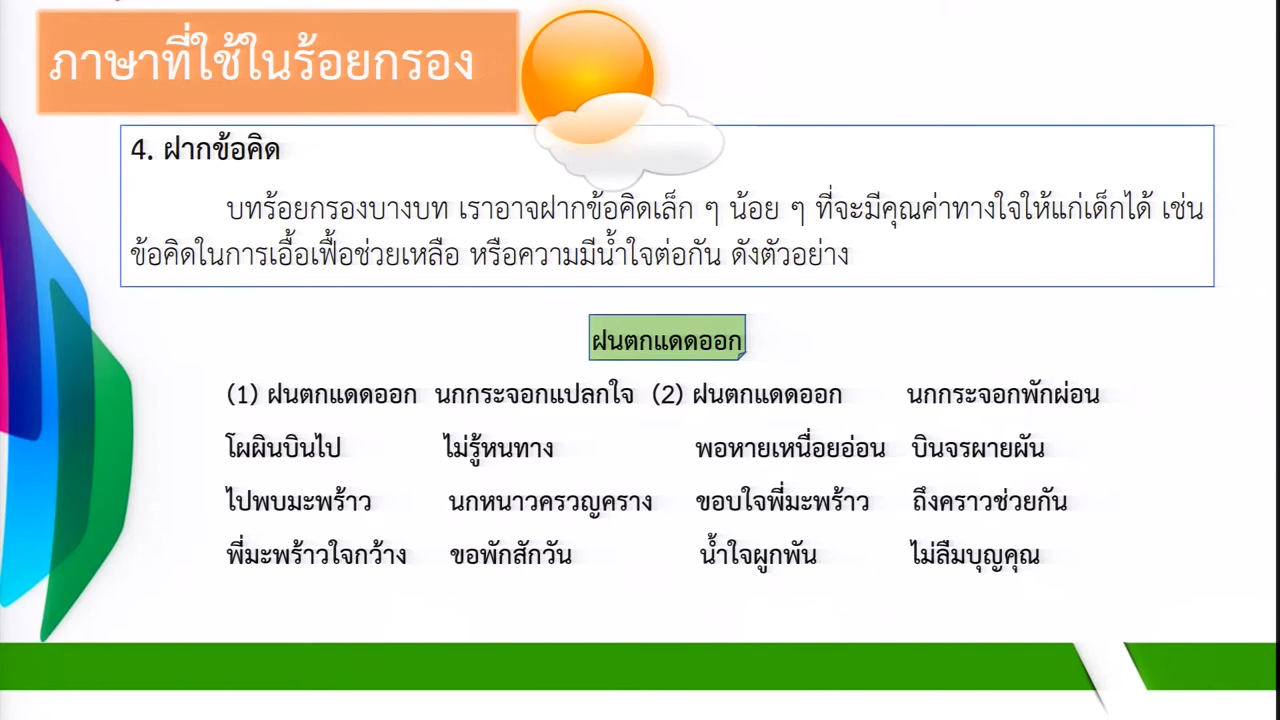 ภาษาที่ใช้ในร้อยกรอง
4. ฝากข้อคิด
บทร้อยกรองบางบท เราอาจฝากข้อคิดเล็ก ๆ น้อย ๆ ที่จะมีคุณค่าทางใจให้แก่เด็กได้ เช่น
ข้อคิดในการเอื้อเฟื้อช่วยเหลือ หรือความมีน้ำใจต่อกัน ดังตัวอย่าง
ฝนตกแดดออก
(1) ฝนตกแดดออก นกกระจอกแปลกใจ (2) ฝนตกแดดออก นกกระจอกพักผ่อน
โผผินบินไป ไม่รู้หนทาง พอหายเหนื่อยอ่อน บินจรผายผัน
ไปพบมะพร้าว นกหนาวครวญคราง ขอบใจพี่มะพร้าว ถึงคราวช่วยกัน
พี่มะพร้าวใจกว้าง ขอพักสักวัน น้ำใจผูกพัน ไม่ลืมบุญคุณ